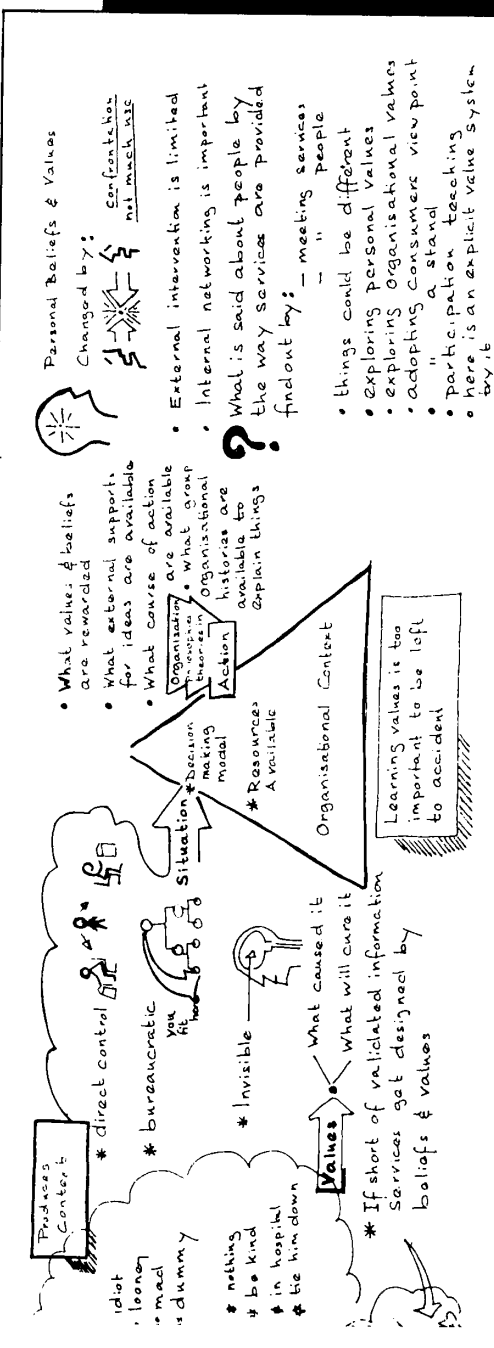 Produces
Context
idiot
looney
mad
dummy
* nothing
* be kind
* in hospital
* tie him down
* direct control
* bureaucratic
you
fit
here
* Invisible
Values
What caused it
What will cure it
* If short of validated information
Services get designed by
beliefs & values
Situation
* Decision
making
model
* Resources
Available
Organisational Context
Learning values is too
important to be left
to accident
• What values & beliefs
are rewarded
• What external supports
for ideas are available
• What course of action
are available
Organisation
philosophies
theories in
Action
• What group
organisational
histories are
available to
explain things
Personal Beliefs & Values
Changed by:
confrontation
not much use
• External intervention is limited
• Internal networking is important
? What is said about people by
the way services are provided
find out by: - meeting services
- " people
• things could be different
• exploring personal values
• exploring organisational values
• adopting consumers view point
• " a stand
• participation teaching
• here is an explicit value system
try it